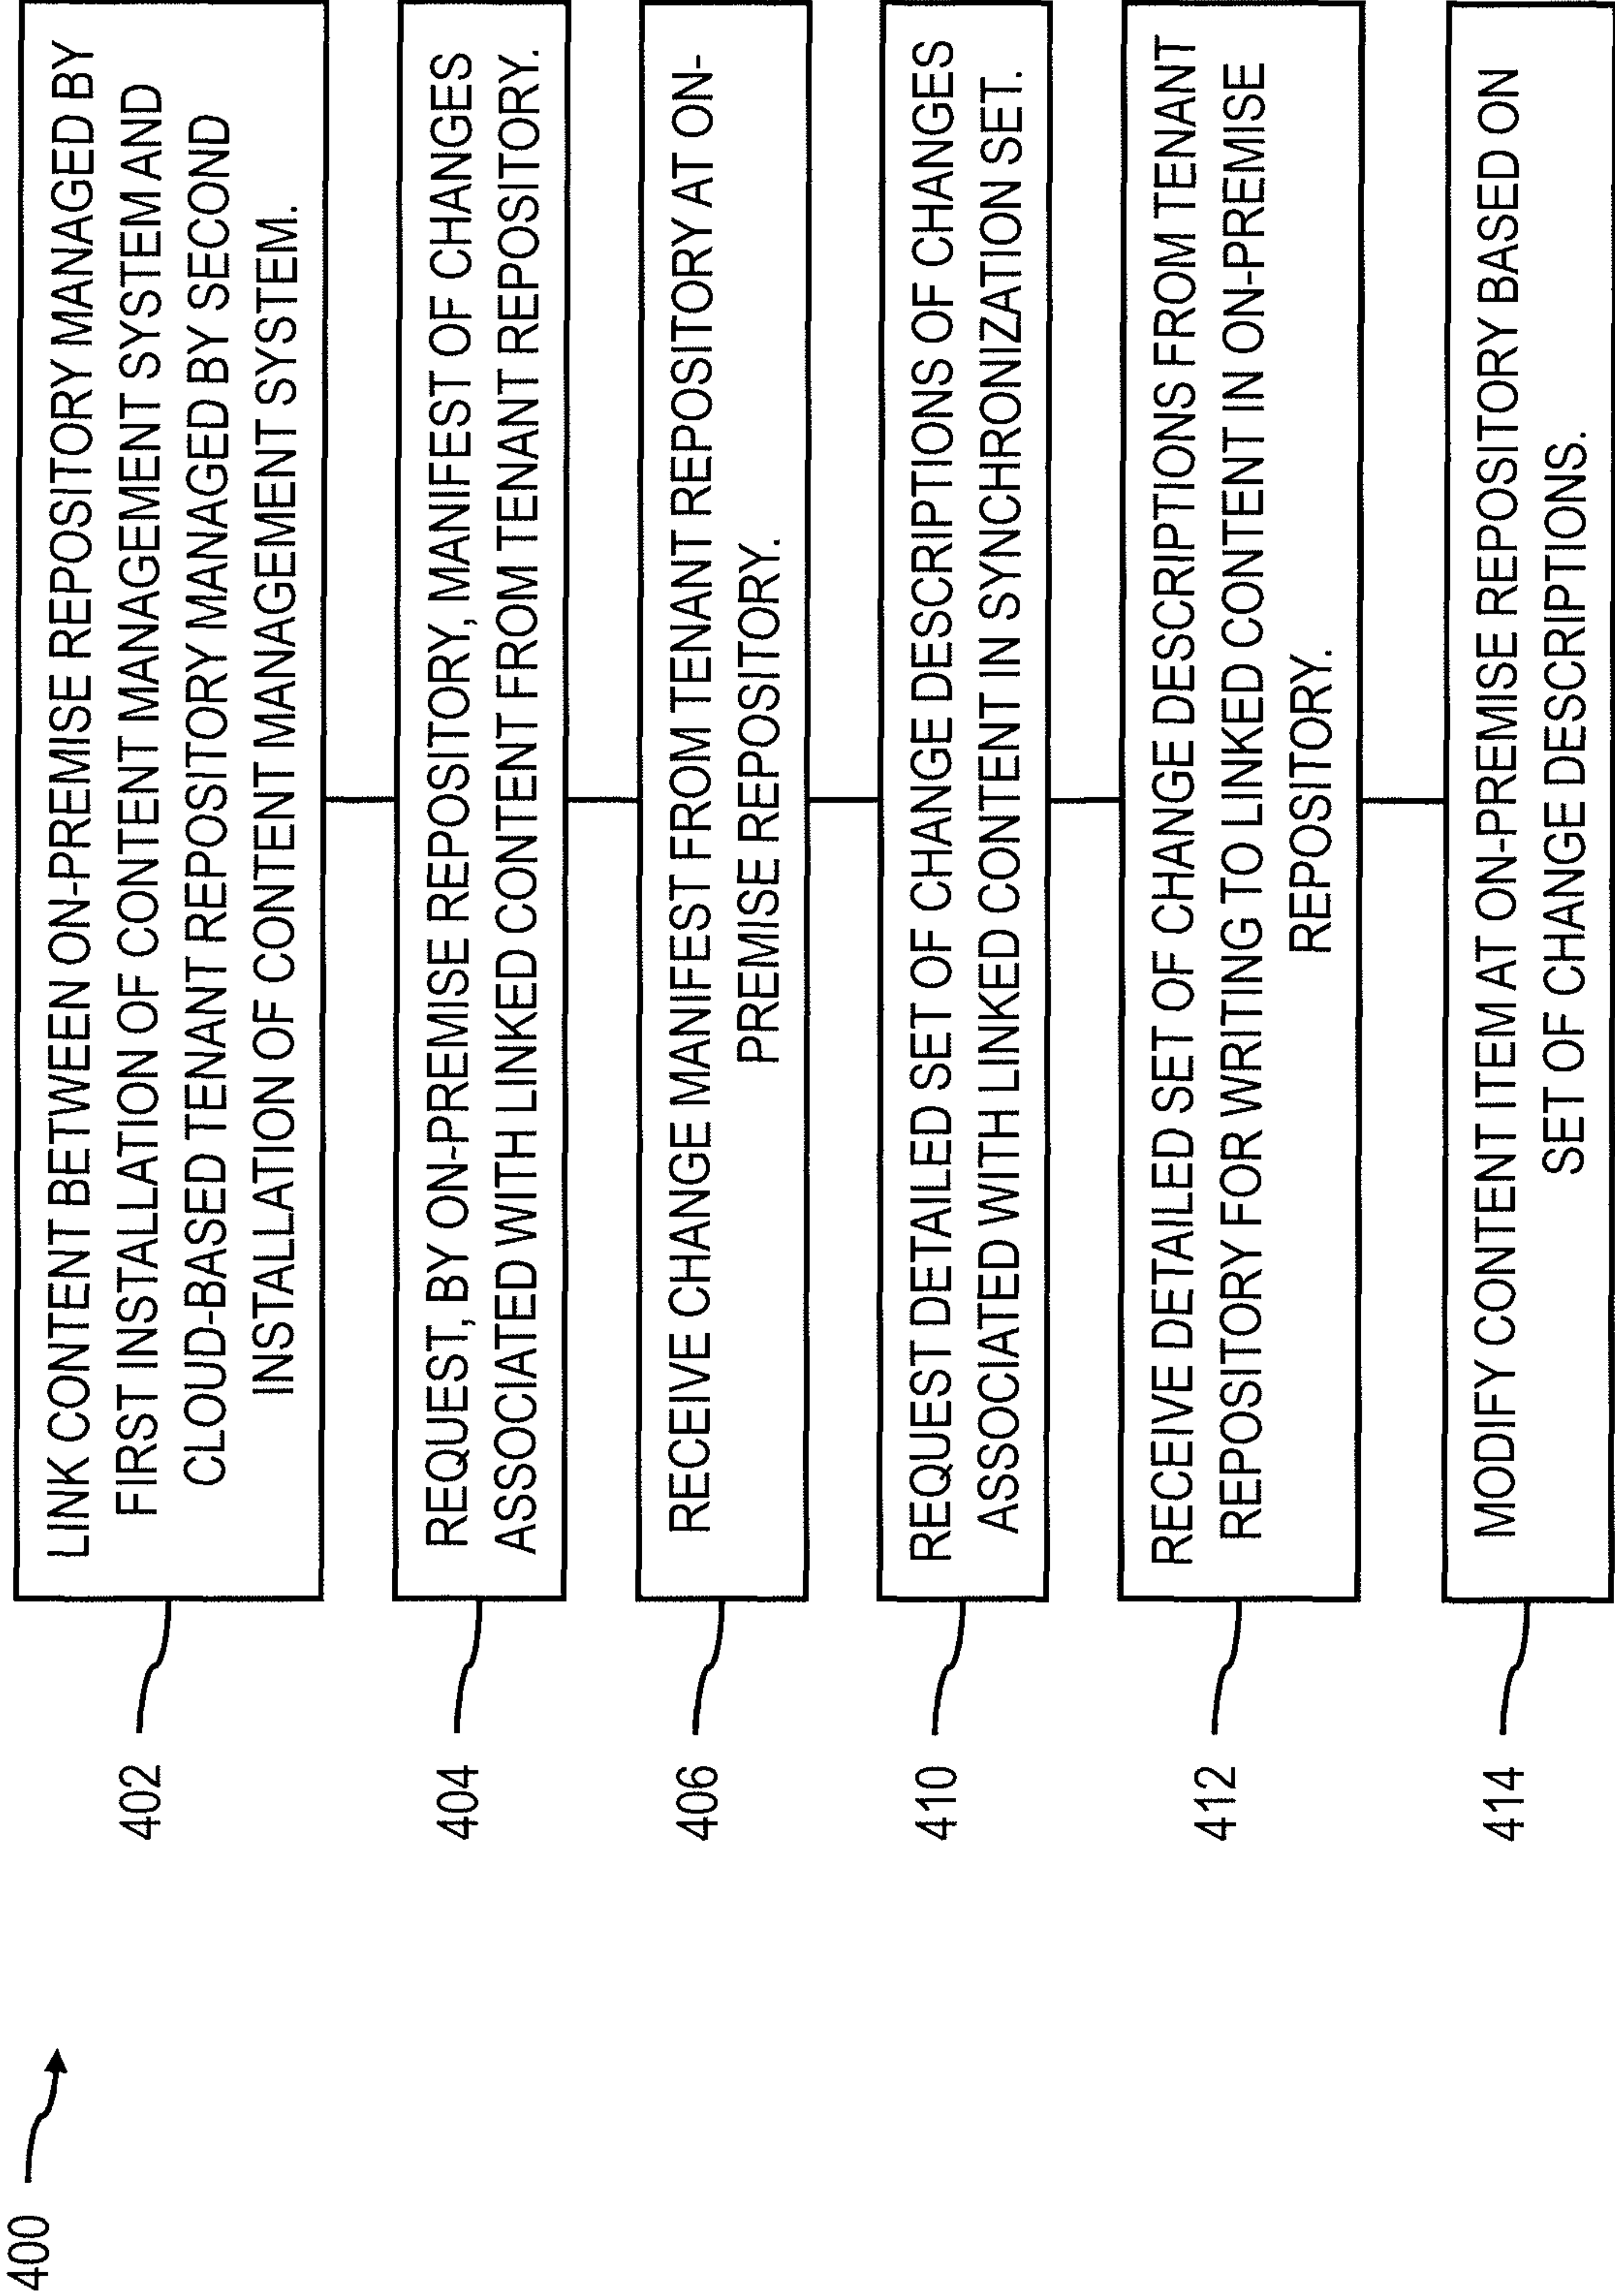 400
402
LINK CONTENT BETWEEN ON-PREMISE REPOSITORY MANAGED BY
FIRST INSTALLATION OF CONTENT MANAGEMENT SYSTEM AND
CLOUD-BASED TENANT REPOSITORY MANAGED BY SECOND
INSTALLATION OF CONTENT MANAGEMENT SYSTEM.
404
REQUEST, BY ON-PREMISE REPOSITORY, MANIFEST OF CHANGES
ASSOCIATED WITH LINKED CONTENT FROM TENANT REPOSITORY.
406
RECEIVE CHANGE MANIFEST FROM TENANT REPOSITORY AT ON-
PREMISE REPOSITORY.
410
REQUEST DETAILED SET OF CHANGE DESCRIPTIONS OF CHANGES
ASSOCIATED WITH LINKED CONTENT IN SYNCHRONIZATION SET.
412
RECEIVE DETAILED SET OF CHANGE DESCRIPTIONS FROM TENANT
REPOSITORY FOR WRITING TO LINKED CONTENT IN ON-PREMISE
REPOSITORY.
414
MODIFY CONTENT ITEM AT ON-PREMISE REPOSITORY BASED ON
SET OF CHANGE DESCRIPTIONS.